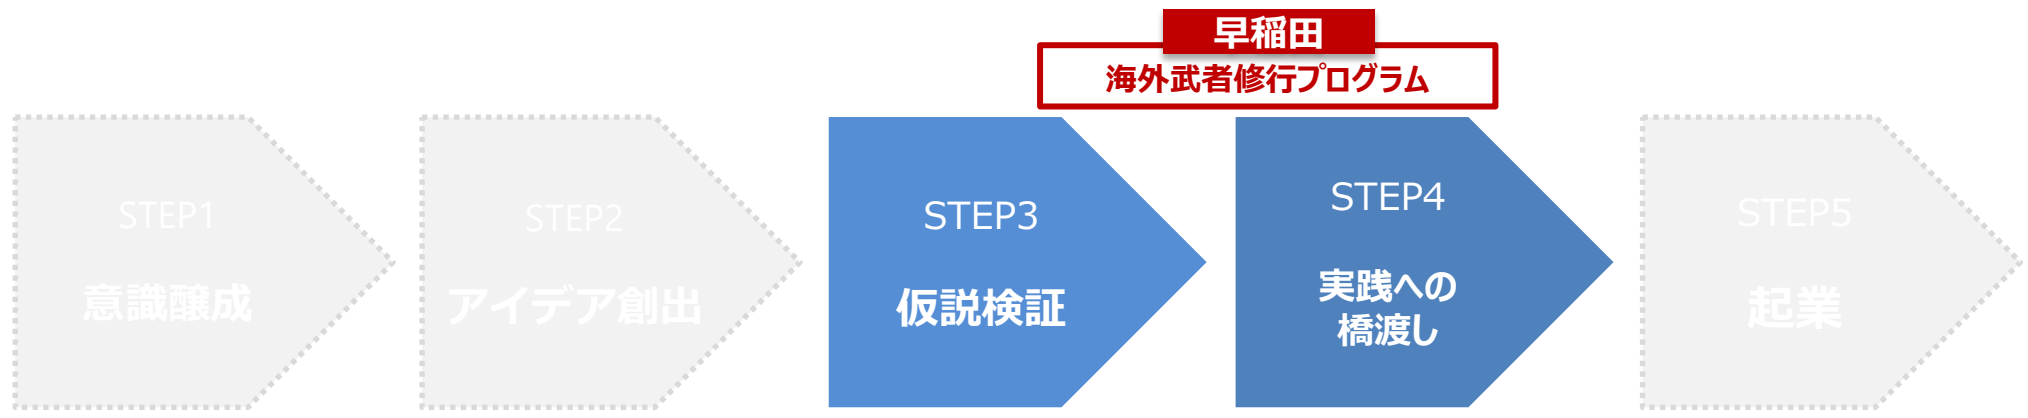 早稲田
海外武者修行プログラム
STEP1
意識醸成
STEP2
アイデア創出
STEP3
仮説検証
STEP4
実践への
橋渡し
STEP5
起業